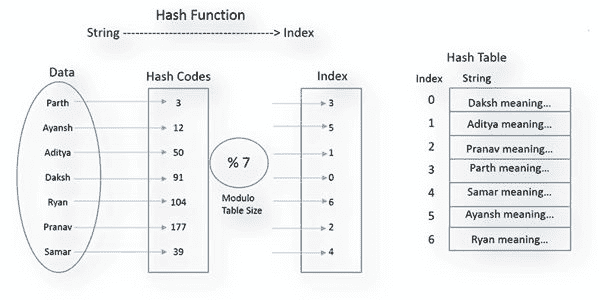 Hash Function
String ----------------------------> Index
Data
Hash Codes
Index
Parth 3 3
Ayansh 12 5
Aditya 50 1
Daksh 91 0
Ryan 104 6
Pranav 177 2
Samar 39 4
% 7
Modulo
Table Size
Hash Table
Index String
0 Daksh meaning...
1 Aditya meaning...
2 Pranav meaning...
3 Parth meaning...
4 Samar meaning...
5 Ayansh meaning...
6 Ryan meaning...